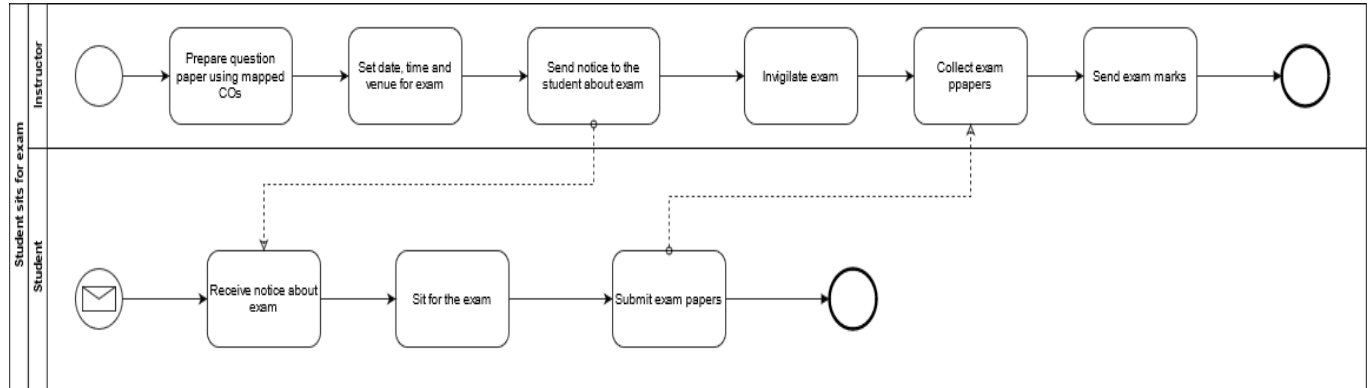 Student sits for exam
Instructor
Prepare question
paper using mapped
COs
Set date, time and
venue for exam
Send notice to the
student about exam
Invigilate exam
Collect exam
ppapers
Send exam marks
Student
Receive notice about
exam
Sit for the exam
Submit exam papers